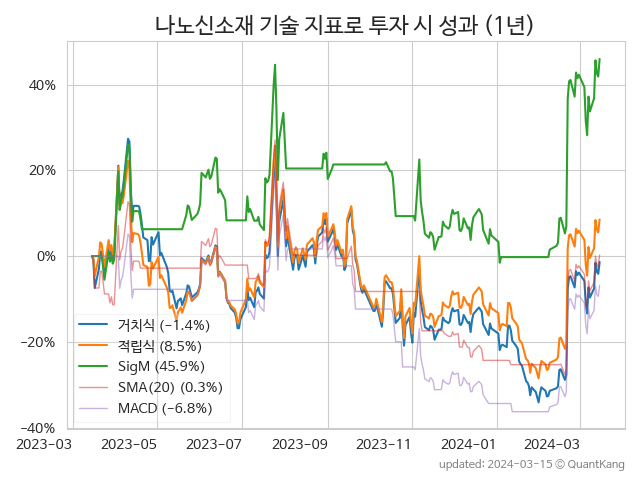 나노신소재 기술 지표로 투자 시 성과 (1년)
40%
20%
0%
−20%
−40%
거치식 (−1.4%)
적립식 (8.5%)
SigM (45.9%)
SMA(20) (0.3%)
MACD (−6.8%)
2023-03 2023-05 2023-07 2023-09 2023-11 2024-01 2024-03
updated: 2024-03-15 © QuantKang